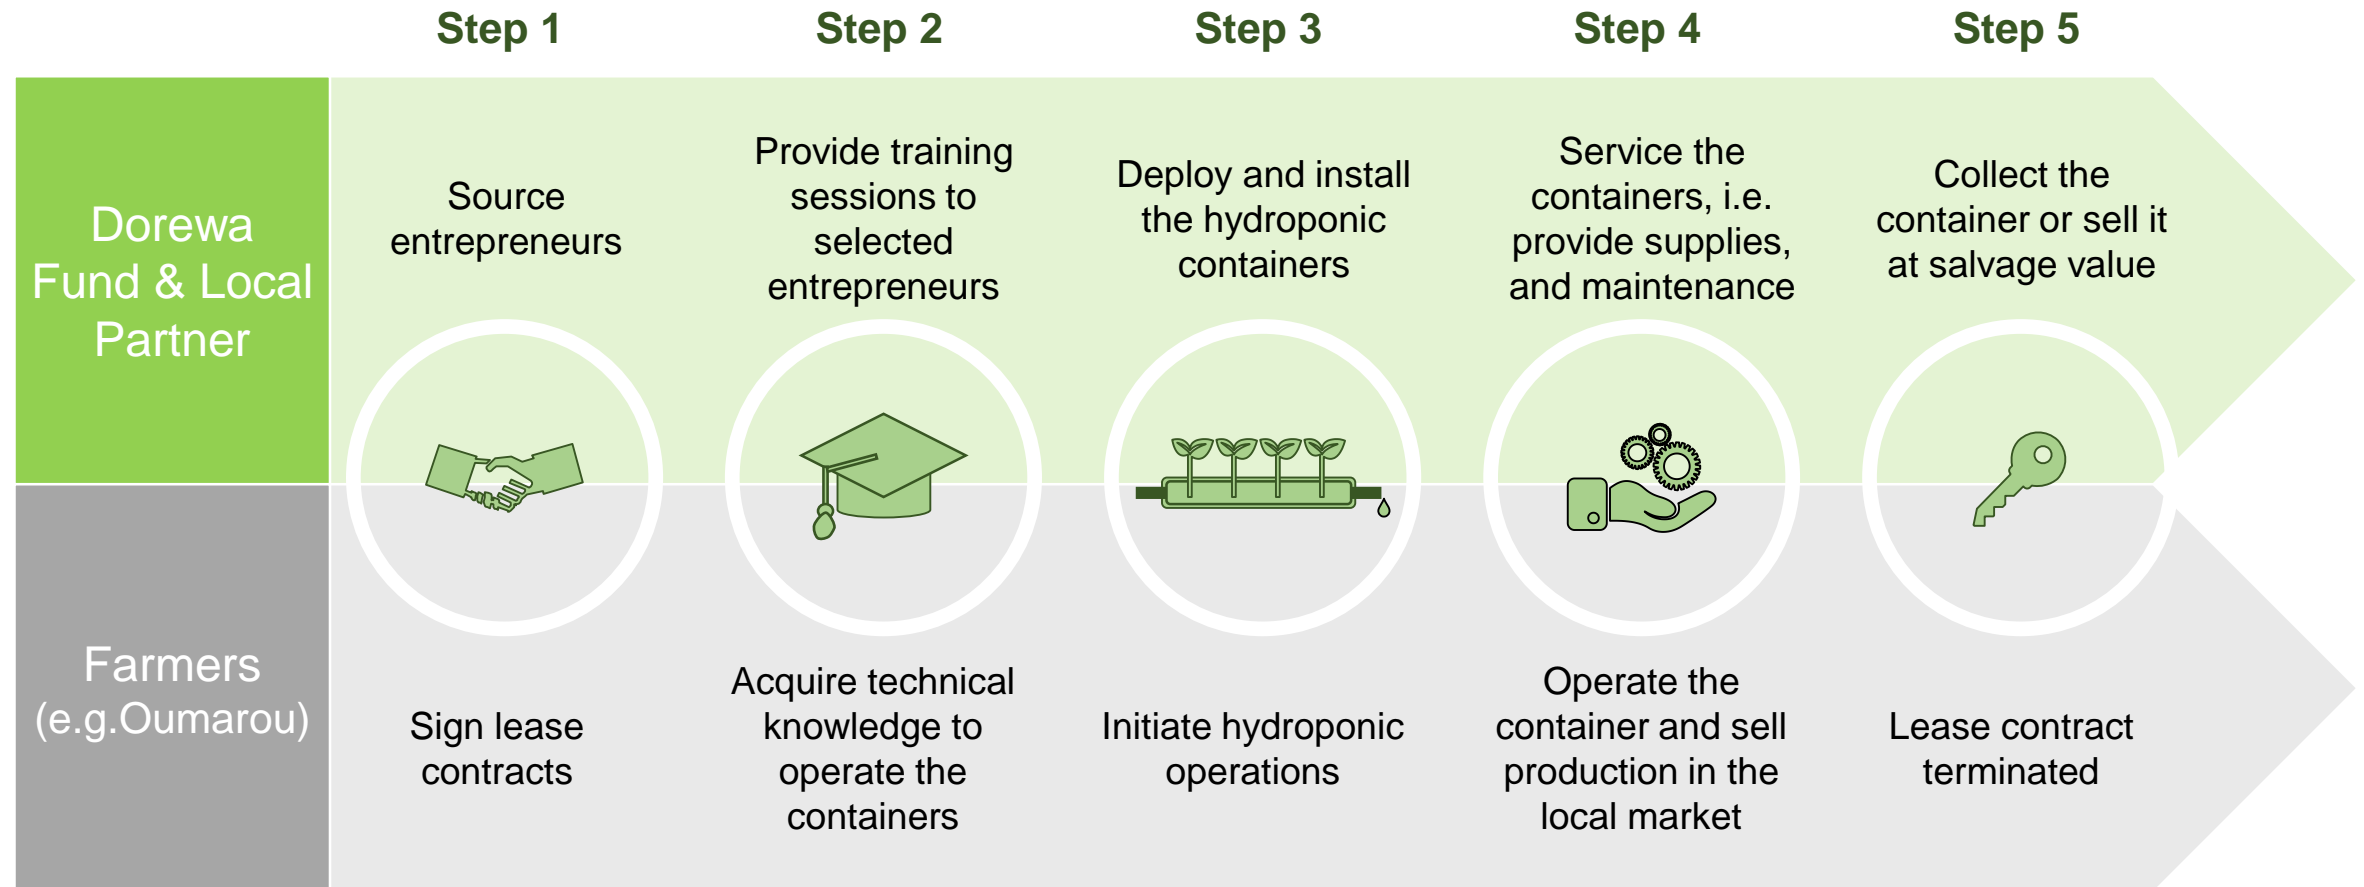 Step 1
Step 2
Step 3
Step 4
Step 5
Dorewa
Fund & Local
Partner
Source
entrepreneurs
Provide training
sessions to
selected
entrepreneurs
Deploy and install
the hydroponic
containers
Service the
containers, i.e.
provide supplies,
and maintenance
Collect the
container or sell it
at salvage value
Farmers
(e.g.Oumarou)
Sign lease
contracts
Acquire technical
knowledge to
operate the
containers
Initiate hydroponic
operations
Operate the
container and sell
production in the
local market
Lease contract
terminated